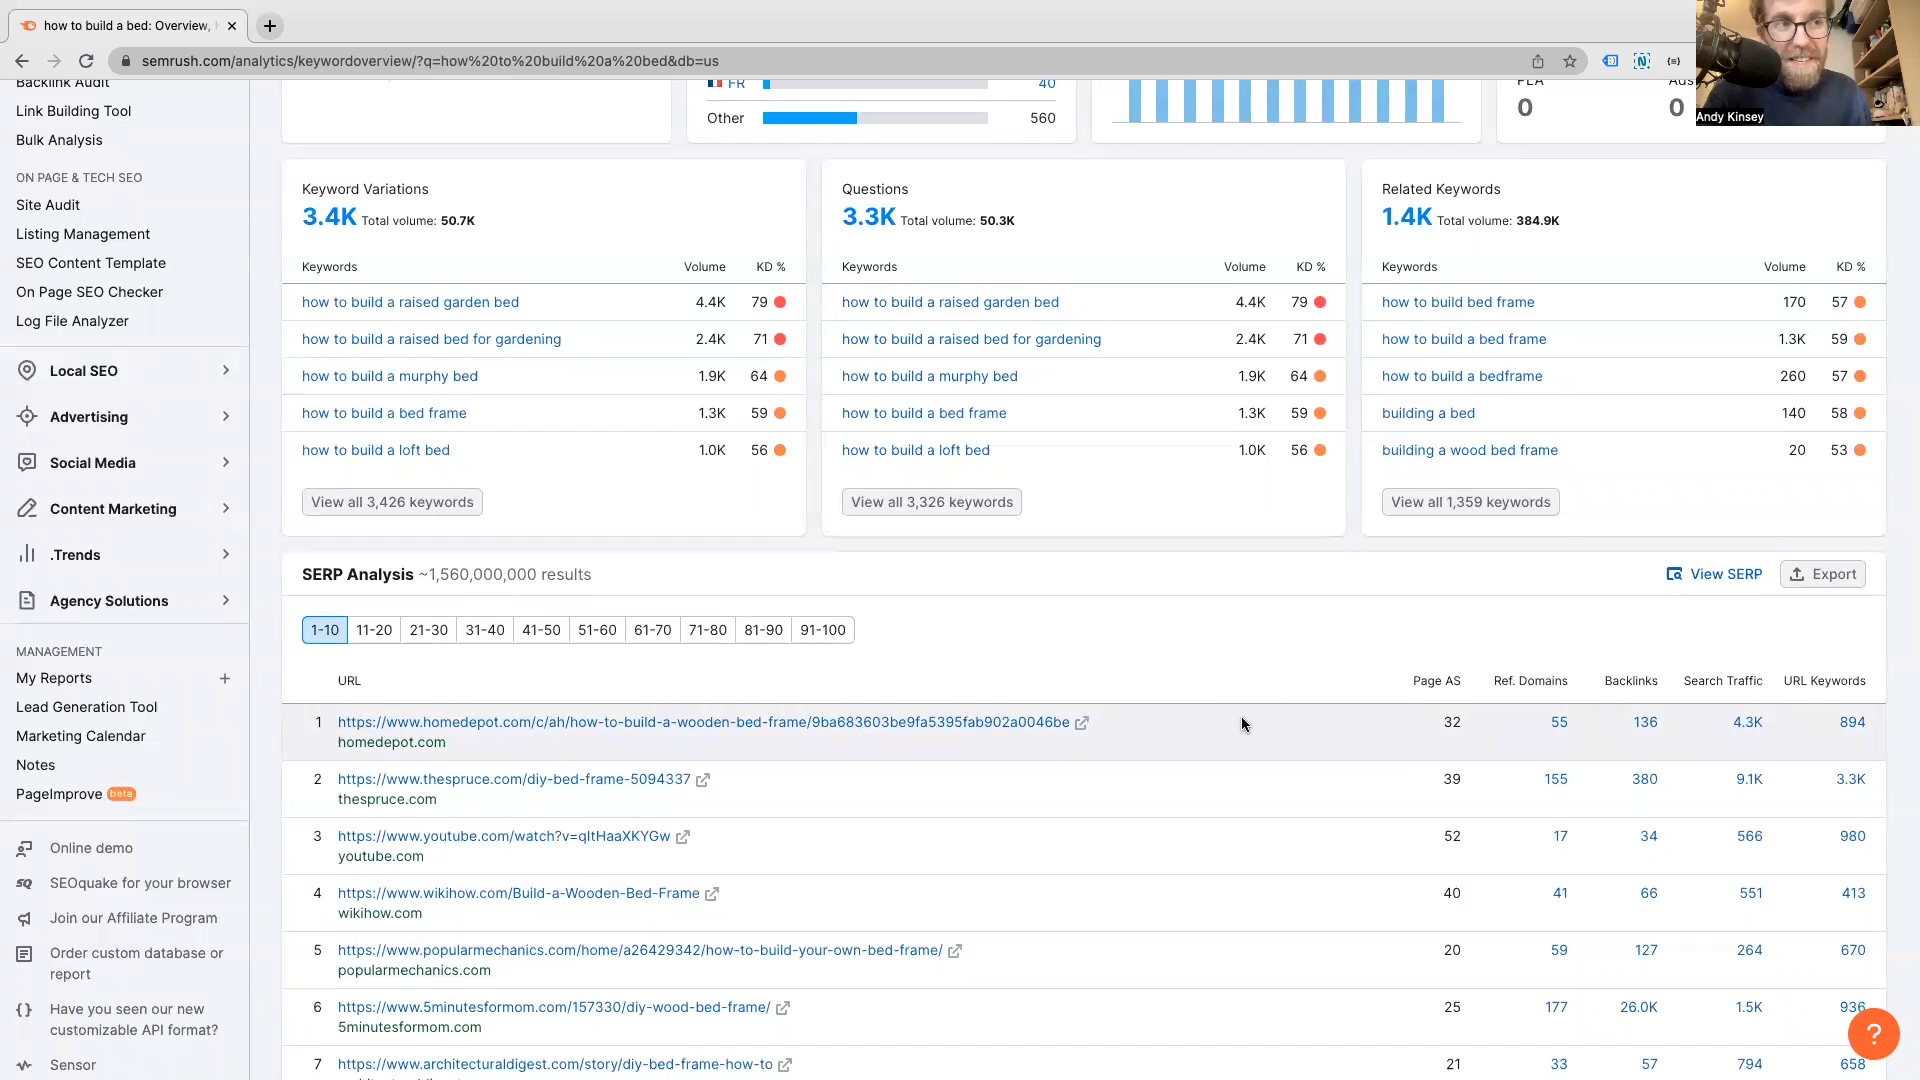 how to build a bed: Overview,
semrush.com/analytics/keywordoverview/?q=how%20to%20build%20a%20bed&db=us
Andy Kinsey
Backlink Audit
Link Building Tool
Bulk Analysis
ON PAGE & TECH SEO
Site Audit
Listing Management
SEO Content Template
On Page SEO Checker
Log File Analyzer
Local SEO
Advertising
Social Media
Content Marketing
.Trends
Agency Solutions
MANAGEMENT
My Reports +
Lead Generation Tool
Marketing Calendar
Notes
PageImprove beta
Online demo
SEOquake for your browser
Join our Affiliate Program
Order custom database or
report
Have you seen our new
customizable API format?
Sensor
FR 40
Other 560
PLA Ads
0 0
Keyword Variations
3.4K Total volume: 50.7K
Keywords Volume KD %
how to build a raised garden bed 4.4K 79
how to build a raised bed for gardening 2.4K 71
how to build a murphy bed 1.9K 64
how to build a bed frame 1.3K 59
how to build a loft bed 1.0K 56
View all 3,426 keywords
Questions
3.3K Total volume: 50.3K
Keywords Volume KD %
how to build a raised garden bed 4.4K 79
how to build a raised bed for gardening 2.4K 71
how to build a murphy bed 1.9K 64
how to build a bed frame 1.3K 59
how to build a loft bed 1.0K 56
View all 3,326 keywords
Related Keywords
1.4K Total volume: 384.9K
Keywords Volume KD %
how to build bed frame 170 57
how to build a bed frame 1.3K 59
how to build a bedframe 260 57
building a bed 140 58
building a wood bed frame 20 53
View all 1,359 keywords
SERP Analysis ~1,560,000,000 results View SERP Export
1-10 11-20 21-30 31-40 41-50 51-60 61-70 71-80 81-90 91-100
URL Page AS Ref. Domains Backlinks Search Traffic URL Keywords
1 https://www.homedepot.com/c/ah/how-to-build-a-wooden-bed-frame/9ba683603be9fa5395fab902a0046be 32 55 136 4.3K 894
homedepot.com
2 https://www.thespruce.com/diy-bed-frame-5094337 39 155 380 9.1K 3.3K
thespruce.com
3 https://www.youtube.com/watch?v=qItHaaXKYGw 52 17 34 566 980
youtube.com
4 https://www.wikihow.com/Build-a-Wooden-Bed-Frame 40 41 66 551 413
wikihow.com
5 https://www.popularmechanics.com/home/a26429342/how-to-build-your-own-bed-frame/ 20 59 127 264 670
popularmechanics.com
6 https://www.5minutesformom.com/157330/diy-wood-bed-frame/ 25 177 26.0K 1.5K 936
5minutesformom.com
7 https://www.architecturaldigest.com/story/diy-bed-frame-how-to 21 33 57 794 658
?